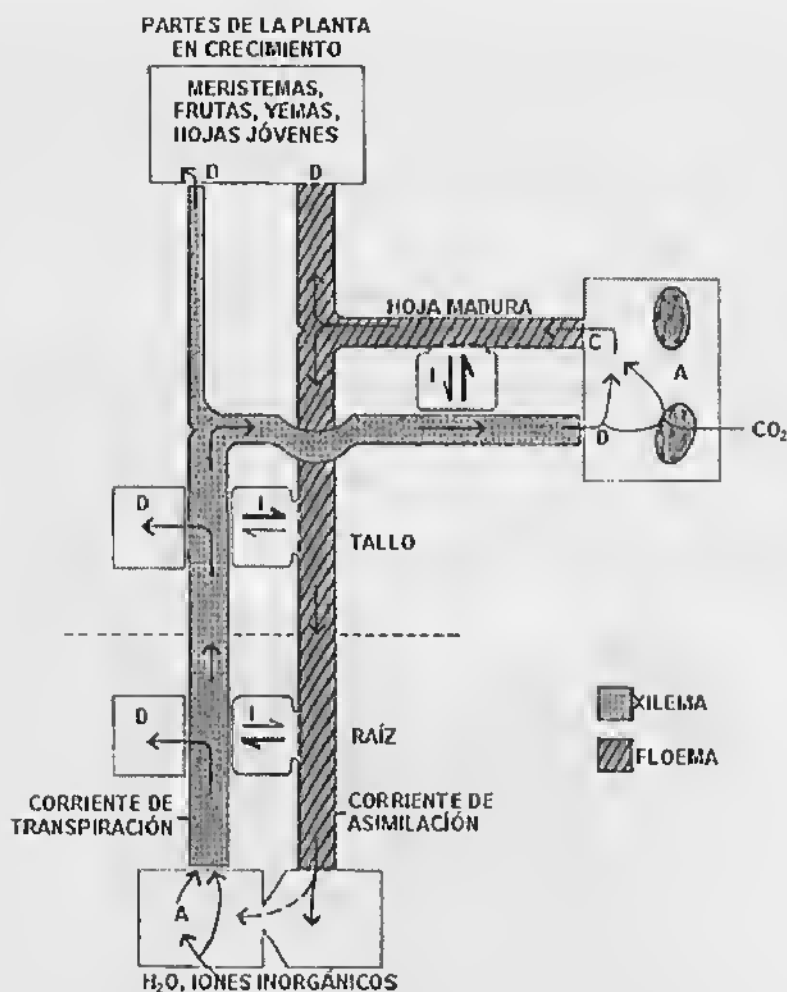 PARTES DE LA PLANTA
EN CRECIMIENTO
MERISTEMAS,
FRUTAS, YEMAS,
HOJAS JÓVENES
D
D
HOJA MADURA
C
A
I
D
CO₂
D
I
TALLO
D
I
RAÍZ
XILEMA
FLOEMA
CORRIENTE DE
TRANSPIRACIÓN
CORRIENTE DE
ASIMILACÍÓN
A
H₂O, IONES INORGÁNICOS